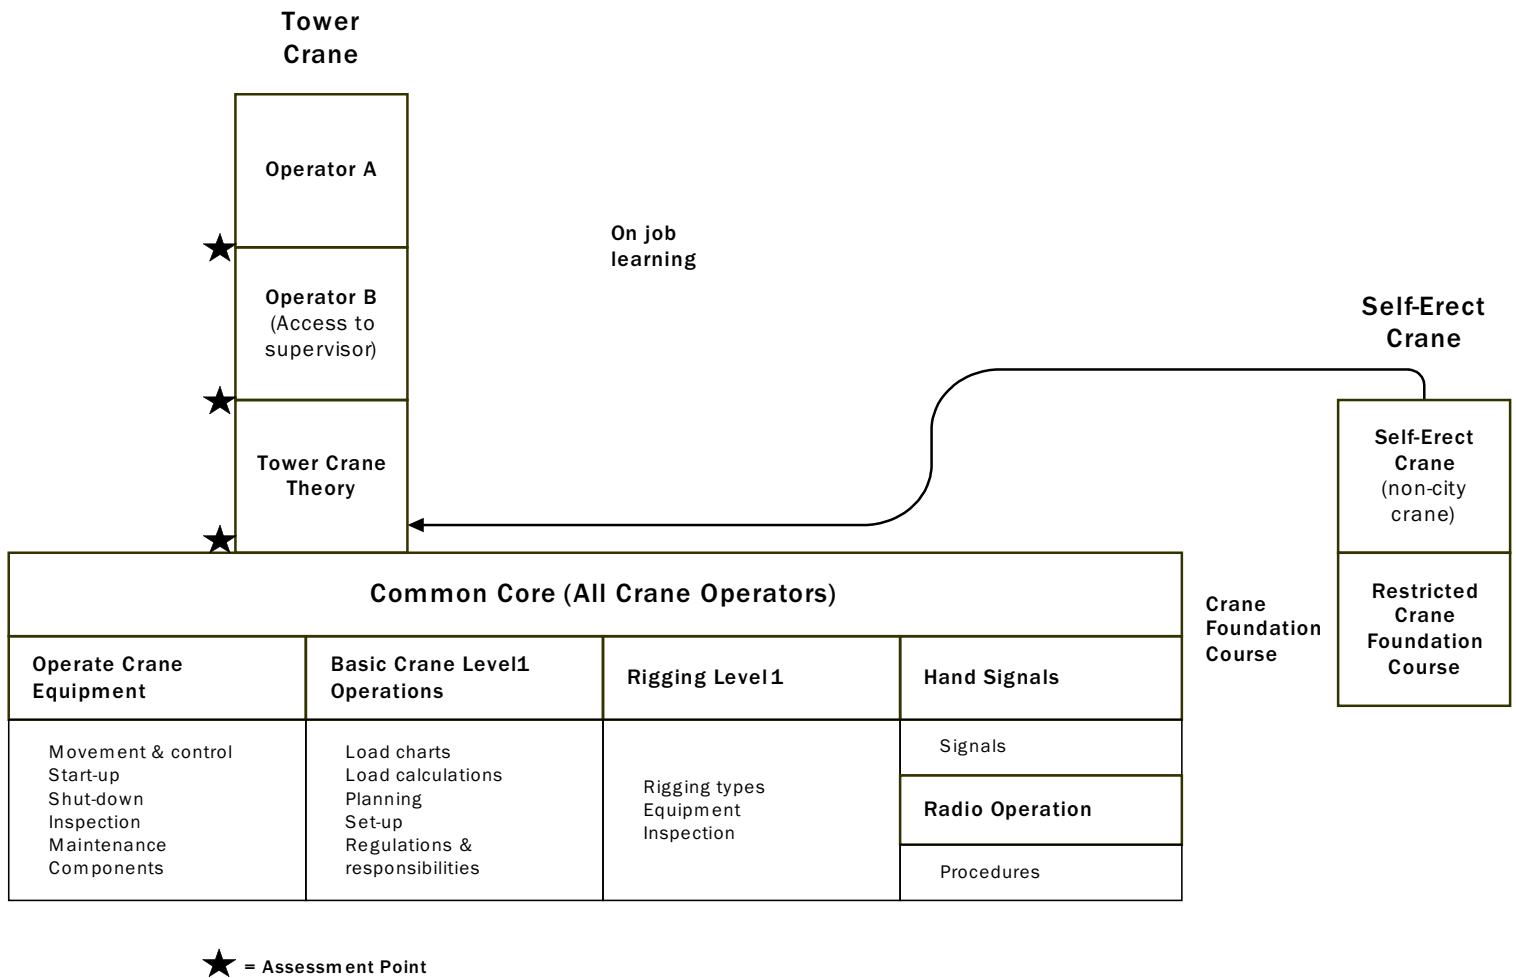 Tower
Crane
Operator A
On job
learning
Operator B
(Access to
supervisor)
Self-Erect
Crane
Tower Crane
Theory
Self-Erect
Crane
(non-city
crane)
Common Core (All Crane Operators)
Crane
Foundation
Course
Restricted
Crane
Foundation
Course
Operate Crane
Equipment
Basic Crane Level1
Operations
Rigging Level1
Hand Signals
Movement & control
Start-up
Shut-down
Inspection
Maintenance
Components
Load charts
Load calculations
Planning
Set-up
Regulations &
responsibilities
Rigging types
Equipment
Inspection
Signals
Radio Operation
Procedures
= Assessment Point